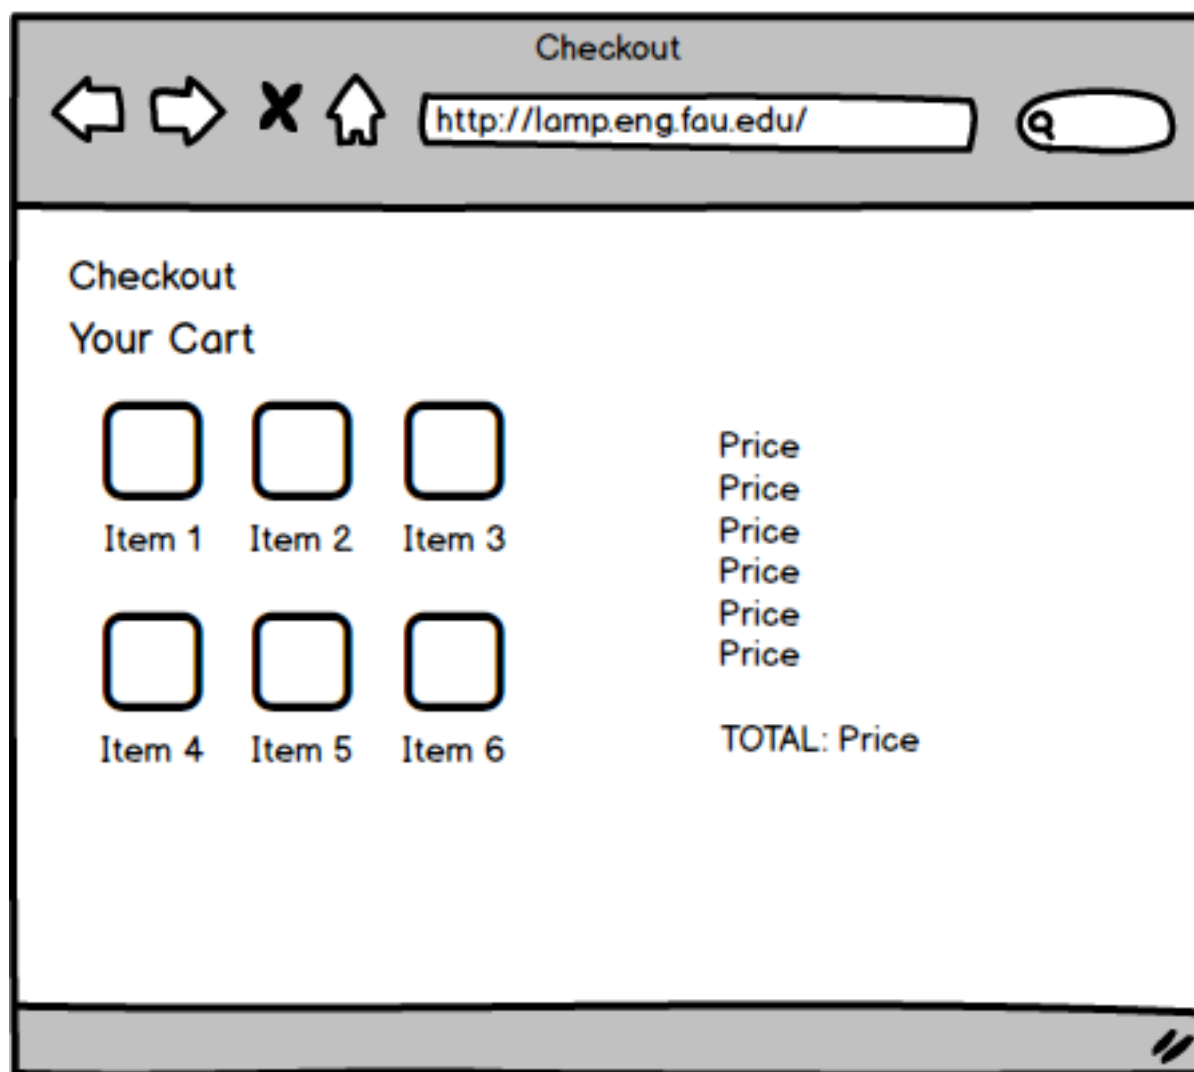 Checkout
http://lamp.eng.fau.edu/
Checkout
Your Cart
Item 1 Item 2 Item 3
Item 4 Item 5 Item 6
Price
Price
Price
Price
Price
Price
TOTAL: Price